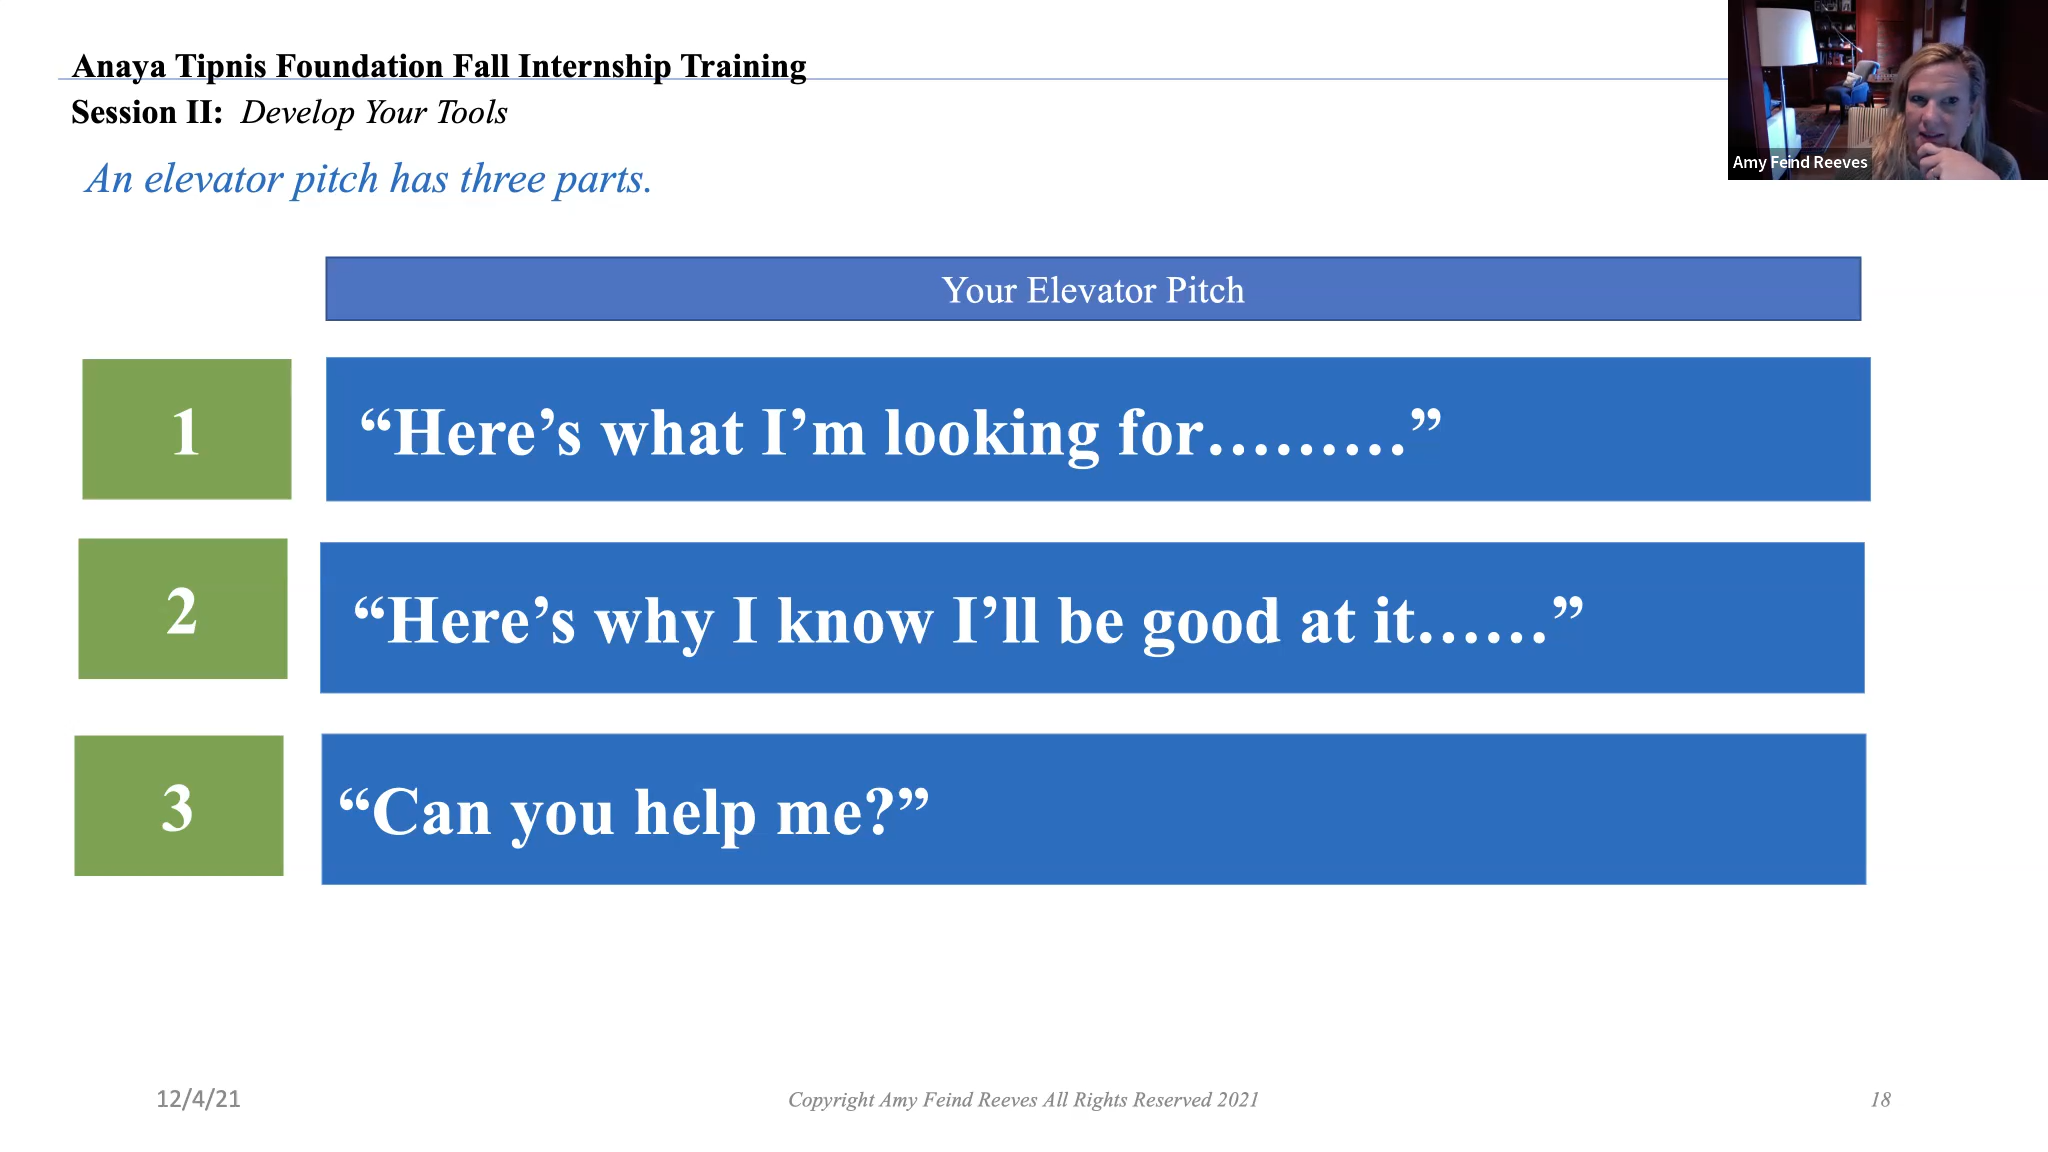 Anaya Tipnis Foundation Fall Internship Training
Session II: Develop Your Tools
An elevator pitch has three parts.
Amy Feind Reeves
Your Elevator Pitch
1
“Here’s what I’m looking for………”
2
“Here’s why I know I’ll be good at it……”
3
“Can you help me?”
12/4/21
Copyright Amy Feind Reeves All Rights Reserved 2021
18